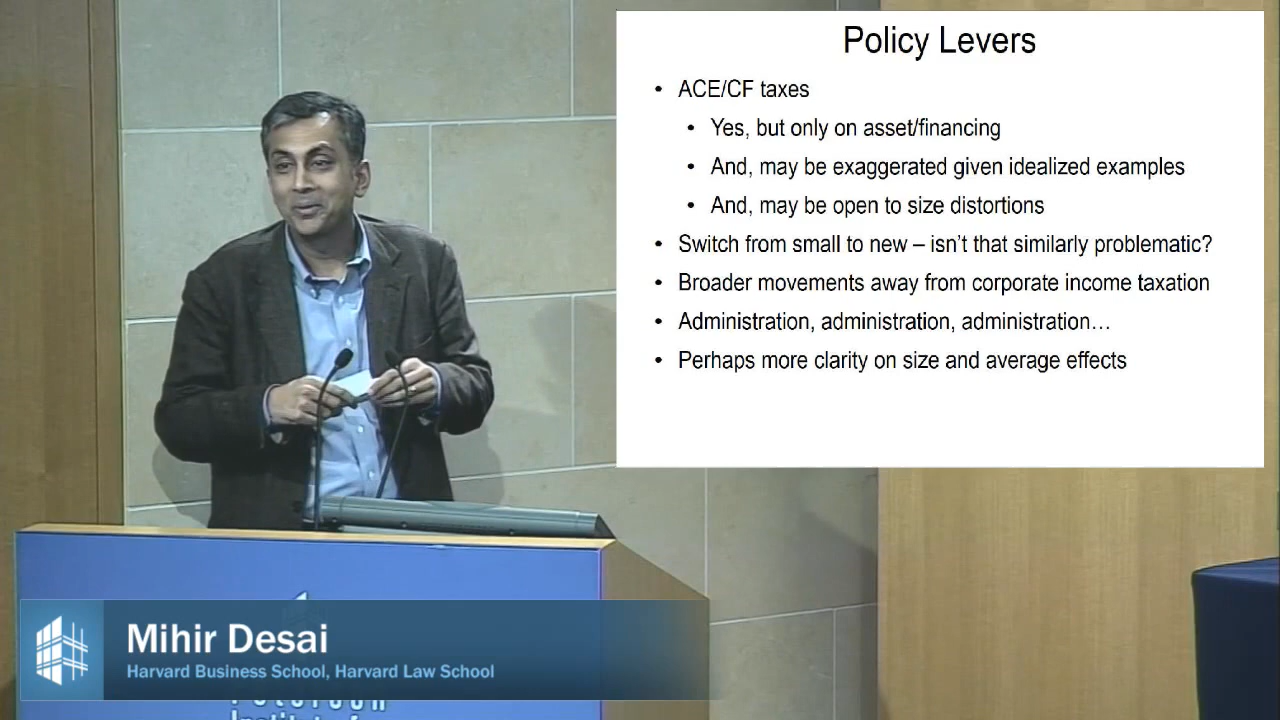 Policy Levers
• ACE/CF taxes
• Yes, but only on asset/financing
• And, may be exaggerated given idealized examples
• And, may be open to size distortions
• Switch from small to new – isn't that similarly problematic?
• Broader movements away from corporate income taxation
• Administration, administration, administration…
• Perhaps more clarity on size and average effects
Mihir Desai
Harvard Business School, Harvard Law School